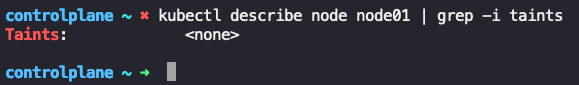 controlplane ~ ✖ kubectl describe node node01 | grep -i taints
Taints:             <none>
controlplane ~ ➜